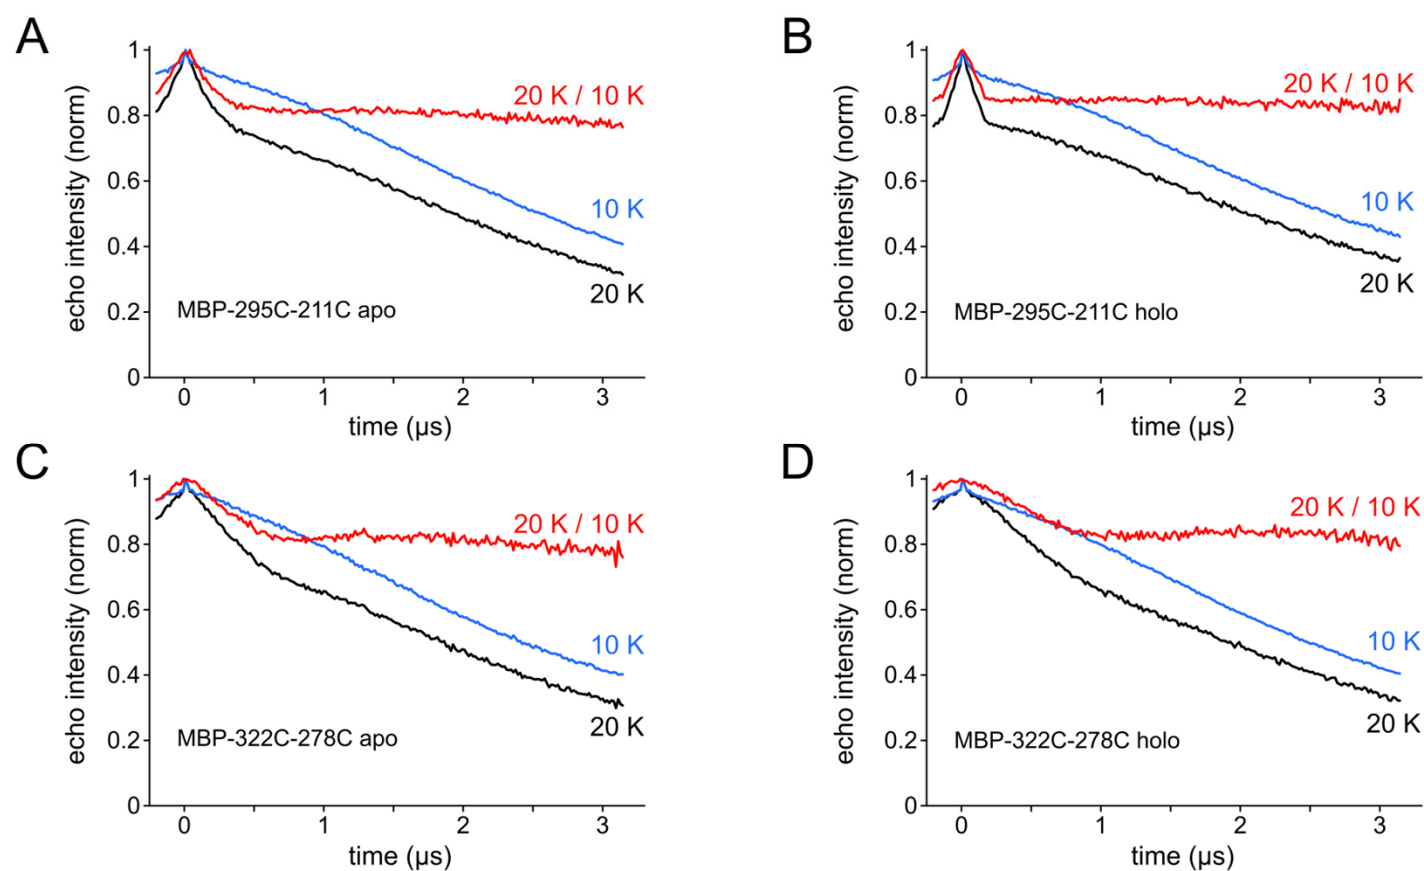 A
echo intensity (norm)
1
0.8
0.6
0.4
0.2
0
20 K / 10 K
10 K
20 K
MBP-295C-211C apo
0 1 2 3
time (µs)
B
echo intensity (norm)
1
0.8
0.6
0.4
0.2
0
20 K / 10 K
10 K
20 K
MBP-295C-211C holo
0 1 2 3
time (µs)
C
echo intensity (norm)
1
0.8
0.6
0.4
0.2
0
20 K / 10 K
10 K
20 K
MBP-322C-278C apo
0 1 2 3
time (µs)
D
echo intensity (norm)
1
0.8
0.6
0.4
0.2
0
20 K / 10 K
10 K
20 K
MBP-322C-278C holo
0 1 2 3
time (µs)